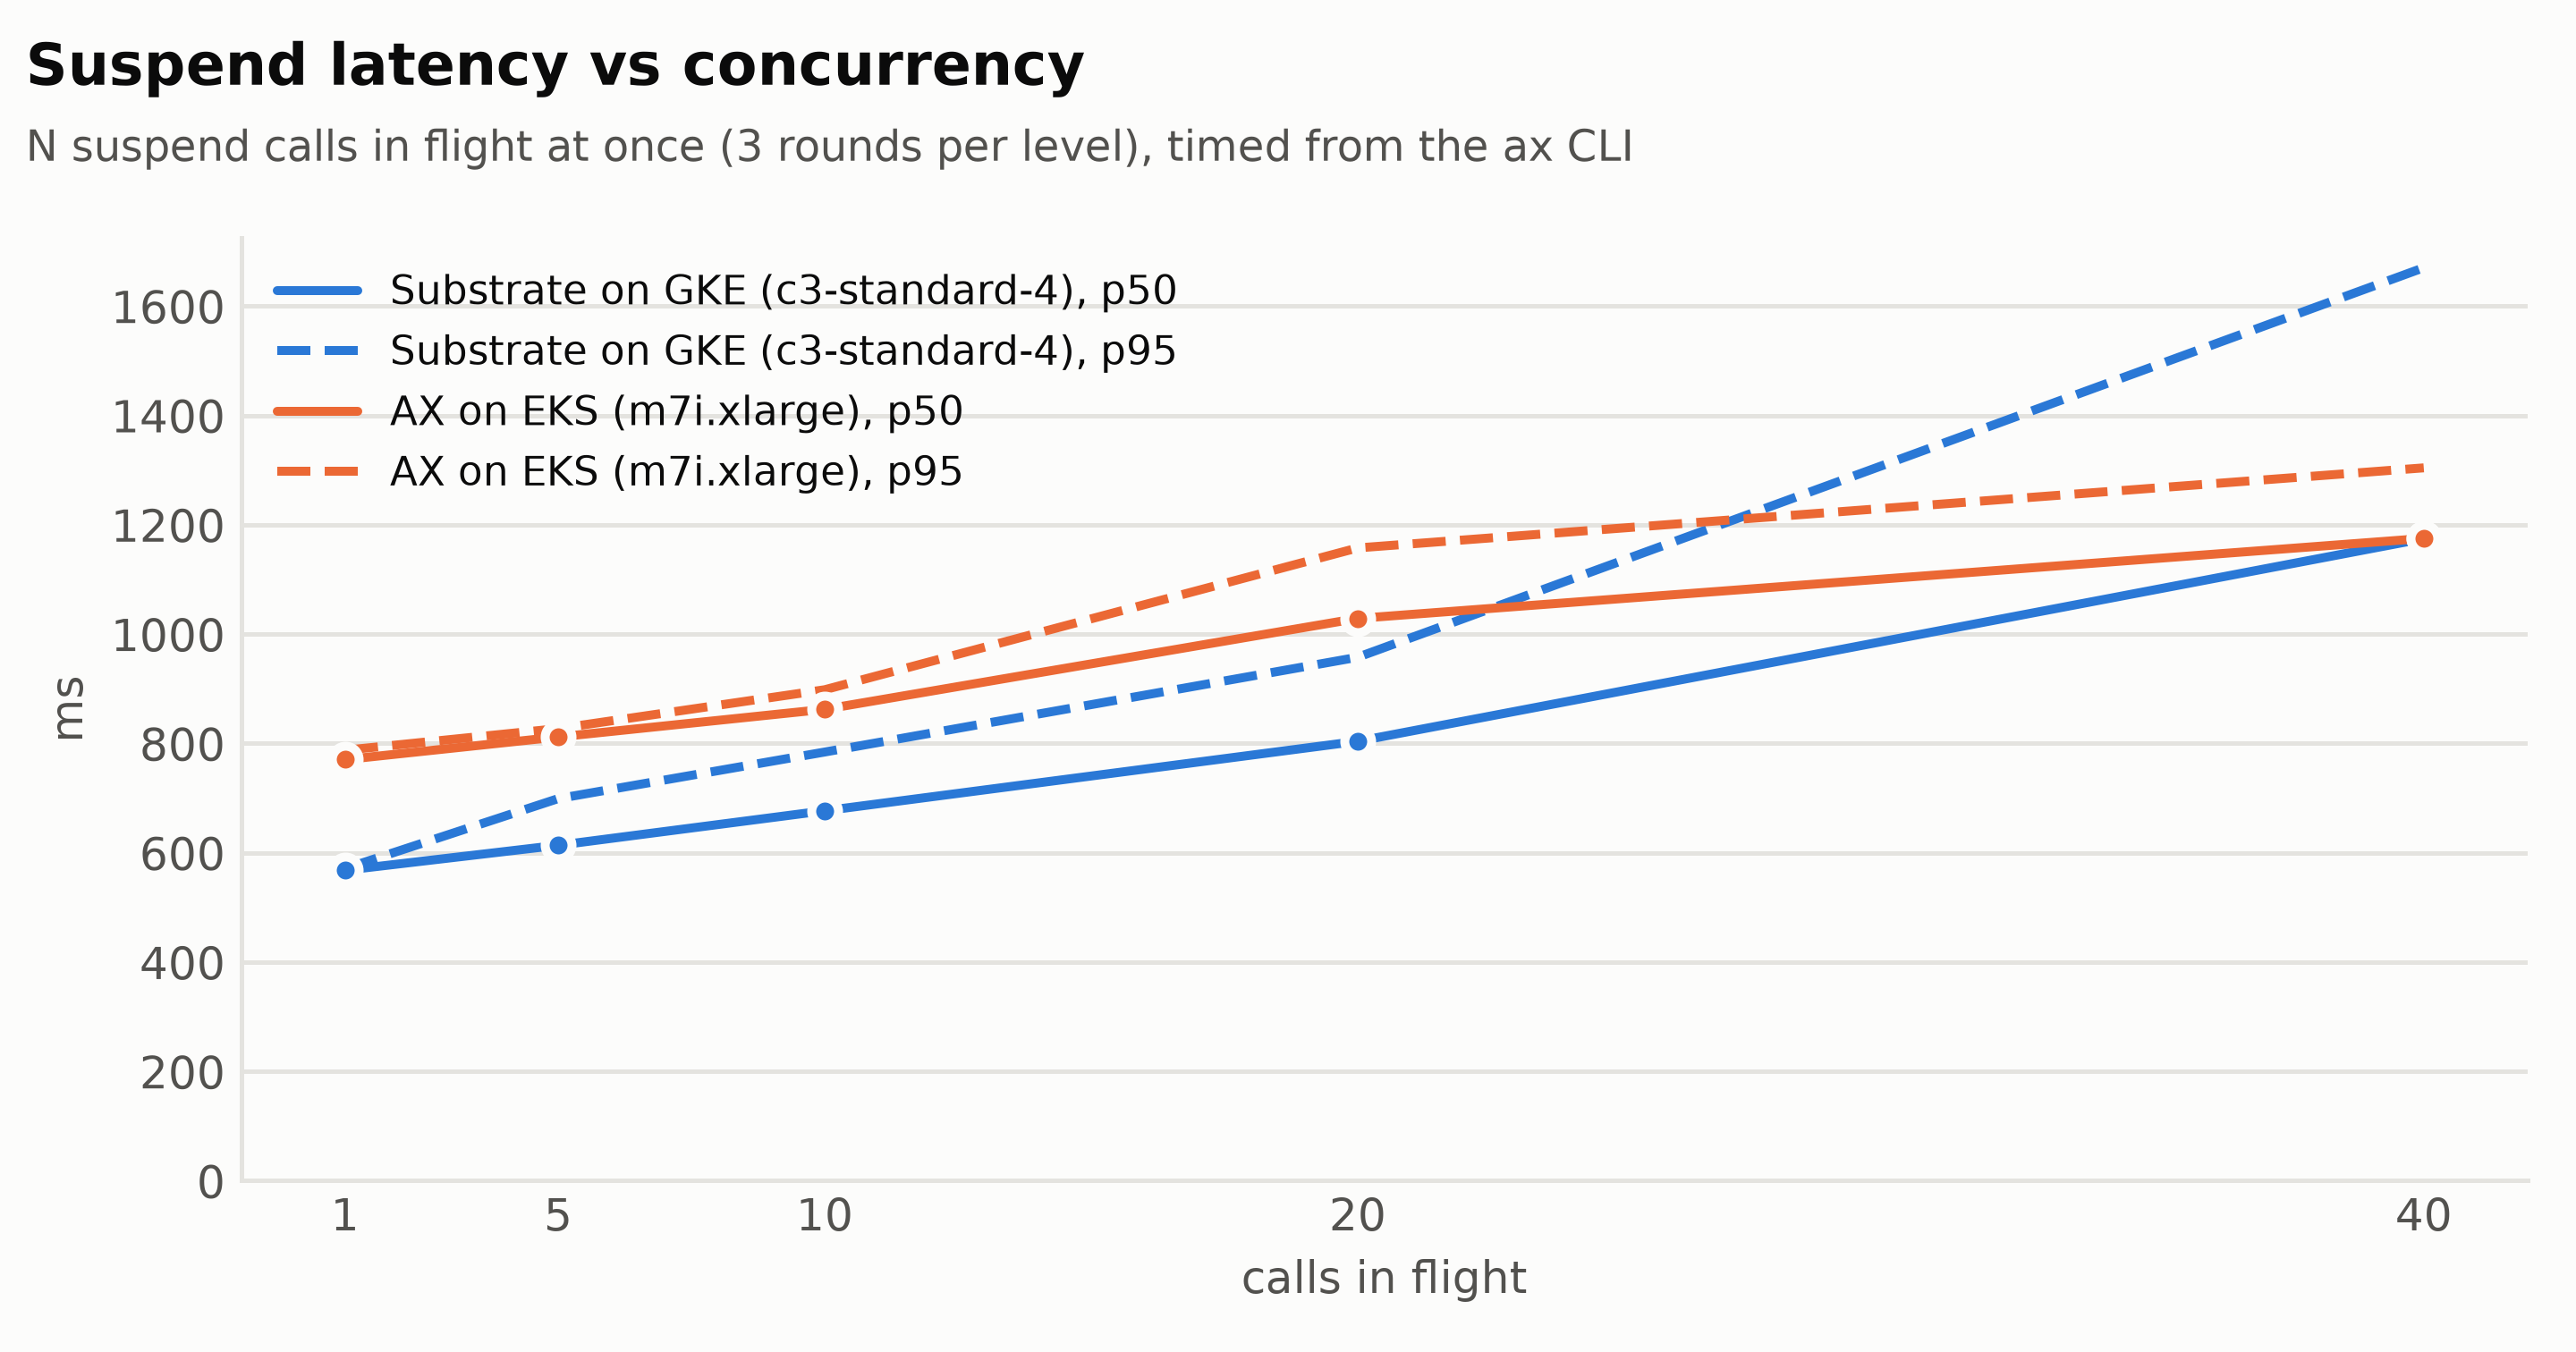 Suspend latency vs concurrency
N suspend calls in flight at once (3 rounds per level), timed from the ax CLI
Substrate on GKE (c3-standard-4), p50
Substrate on GKE (c3-standard-4), p95
AX on EKS (m7i.xlarge), p50
AX on EKS (m7i.xlarge), p95
1600
1400
1200
1000
800
600
400
200
0
ms
1 5 10 20 40
calls in flight